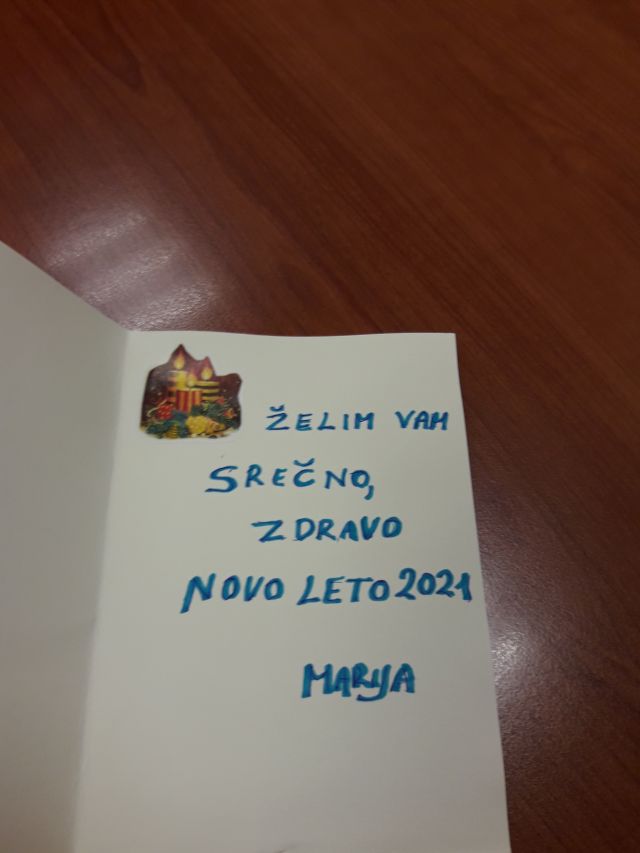 ŽELIM VAM
SREČNO,
ZDRAVO
NOVO LETO 2021
MARIJA